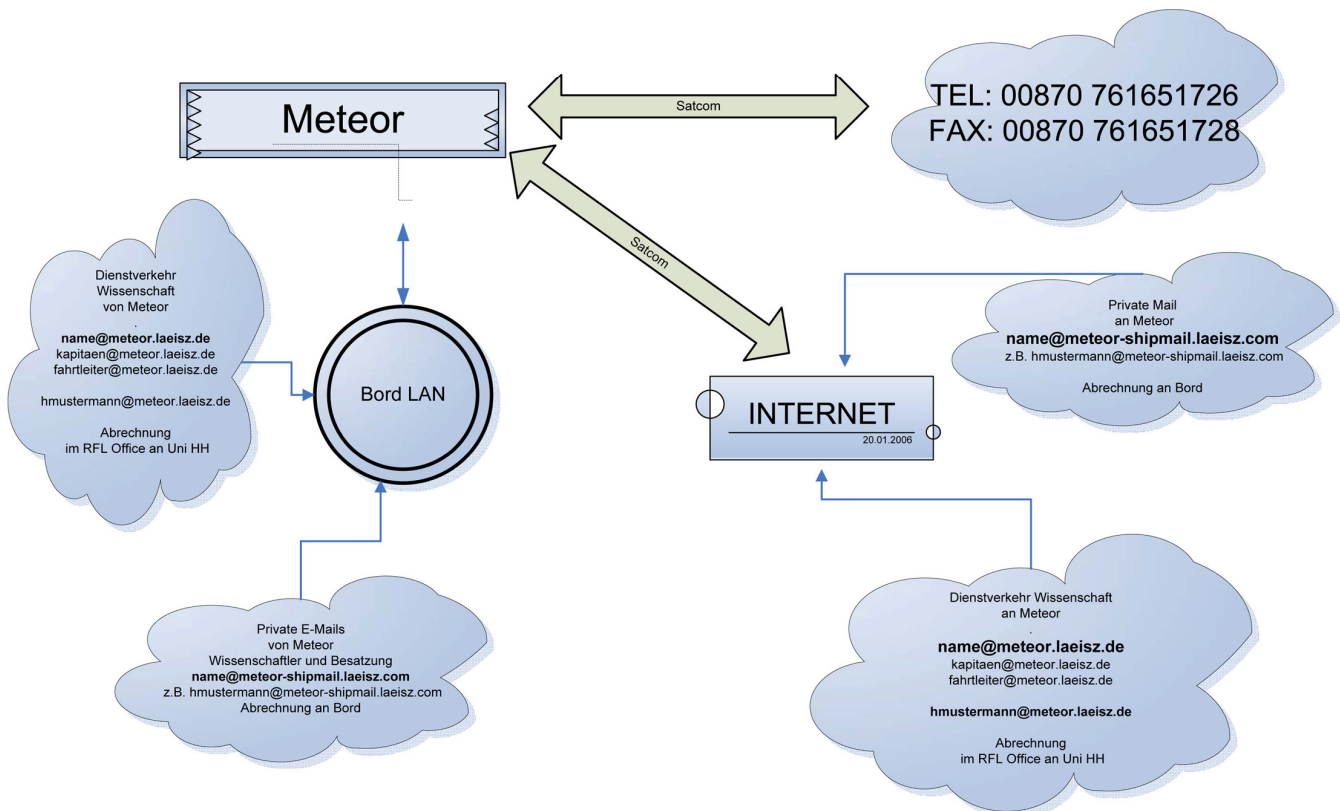 Meteor
Satcom
TEL: 00870 761651726
FAX: 00870 761651728
Satcom
Dienstverkehr
Wissenschaft
von Meteor
.
name@meteor.laeisz.de
kapitaen@meteor.laeisz.de
fahrtleiter@meteor.laeisz.de
hmustermann@meteor.laeisz.de
Abrechnung
im RFL Office an Uni HH
Bord LAN
Private Mail
an Meteor
name@meteor-shipmail.laeisz.com
z.B. hmustermann@meteor-shipmail.laeisz.com
Abrechnung an Bord
INTERNET
20.01.2006
Private E-Mails
von Meteor
Wissenschaftler und Besatzung
name@meteor-shipmail.laeisz.com
z.B. hmustermann@meteor-shipmail.laeisz.com
Abrechnung an Bord
Dienstverkehr Wissenschaft
an Meteor
.
name@meteor.laeisz.de
kapitaen@meteor.laeisz.de
fahrtleiter@meteor.laeisz.de
hmustermann@meteor.laeisz.de
Abrechnung
im RFL Office an Uni HH